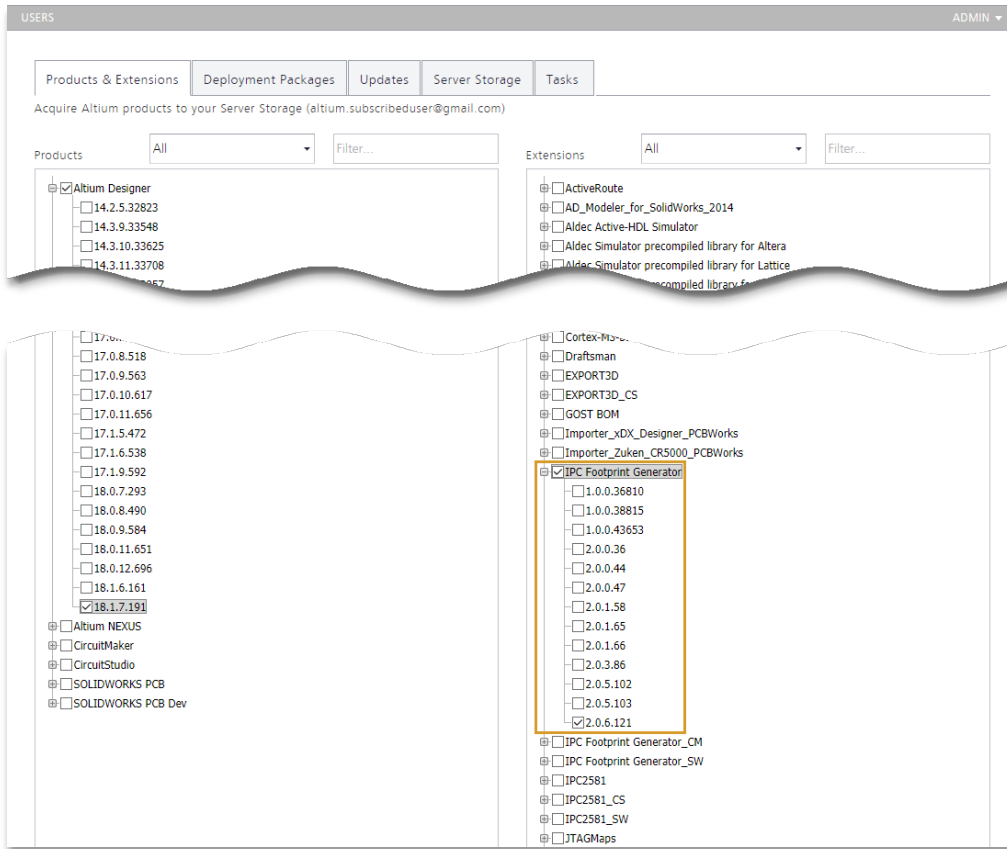 USERS ADMIN
Products & Extensions Deployment Packages Updates Server Storage Tasks
Acquire Altium products to your Server Storage (altium.subscribeduser@gmail.com)
Products All Filter...
Extensions All Filter...
Altium Designer
14.2.5.32823
14.3.9.33548
14.3.10.33625
14.3.11.33708
17.0.8.518
17.0.9.563
17.0.10.617
17.0.11.656
17.1.5.472
17.1.6.538
17.1.9.592
18.0.7.293
18.0.8.490
18.0.9.584
18.0.11.651
18.0.12.696
18.1.6.161
18.1.7.191
Altium NEXUS
CircuitMaker
CircuitStudio
SOLIDWORKS PCB
SOLIDWORKS PCB Dev
ActiveRoute
AD_Modeler_for_SolidWorks_2014
Aldec Active-HDL Simulator
Aldec Simulator precompiled library for Altera
Aldec Simulator precompiled library for Lattice
precompiled library
Draftsman
EXPORT3D
EXPORT3D_CS
GOST BOM
Importer_xDX_Designer_PCBWorks
Importer_Zuken_CR5000_PCBWorks
IPC Footprint Generator
1.0.0.36810
1.0.0.38815
1.0.0.43653
2.0.0.36
2.0.0.44
2.0.0.47
2.0.1.58
2.0.1.65
2.0.1.66
2.0.3.86
2.0.5.102
2.0.5.103
2.0.6.121
IPC Footprint Generator_CM
IPC Footprint Generator_SW
IPC2581
IPC2581_CS
IPC2581_SW
JTAGMaps